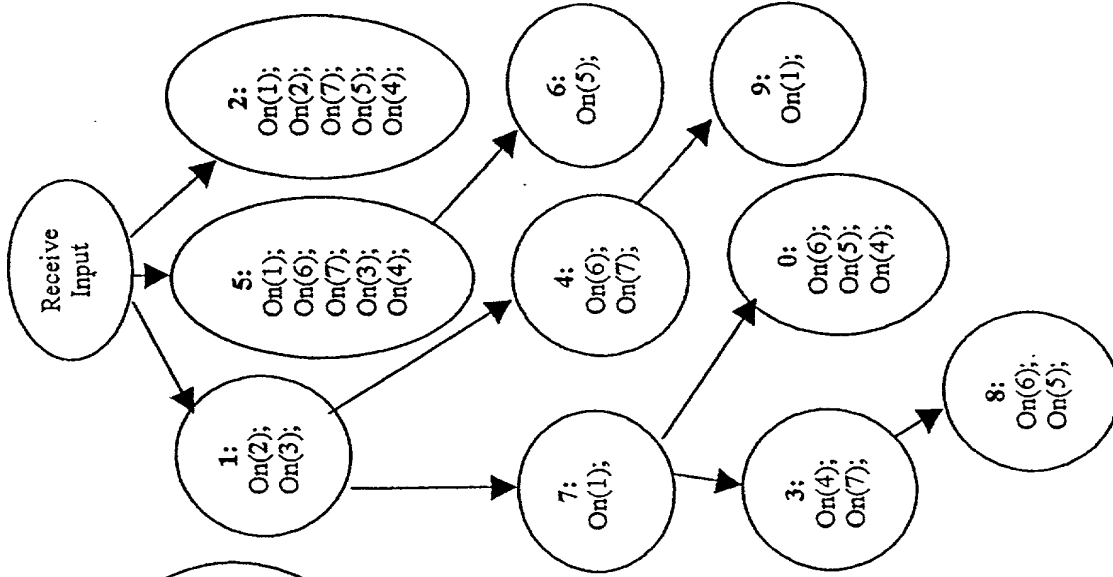 Receive
Input
1:
On(2);
On(3);
5:
On(1);
On(6);
On(7);
On(3);
On(4);
2:
On(1);
On(2);
On(7);
On(5);
On(4);
7:
On(1);
4:
On(6);
On(7);
6:
On(5);
3:
On(4);
On(7);
0:
On(6);
On(5);
On(4);
9:
On(1);
8:
On(6);
On(5);